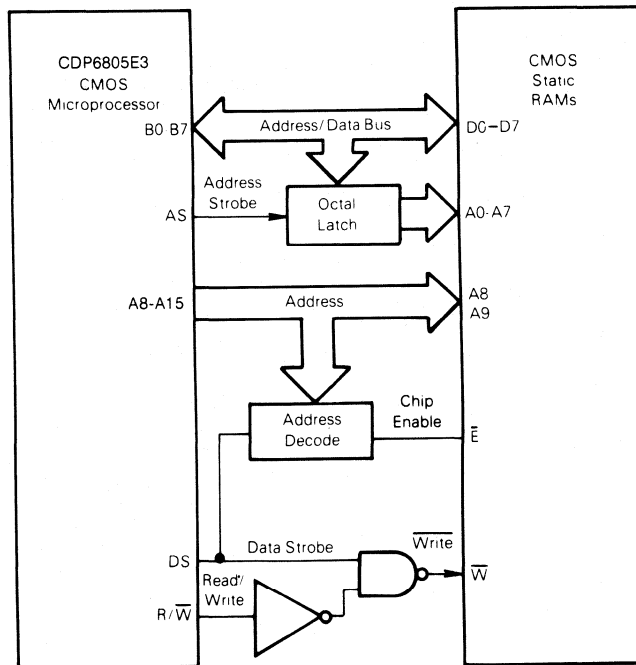 CDP6805E3
CMOS
Microprocessor
CMOS
Static
RAMs
B0-B7
Address/Data Bus
D0-D7
Address
Strobe
AS
Octal
Latch
A0-A7
A8-A15
Address
A8
A9
Address
Decode
Chip
Enable
E̅
DS
Data Strobe
W̅r̅i̅t̅e̅
W̅
Read/
Write
R/W̅